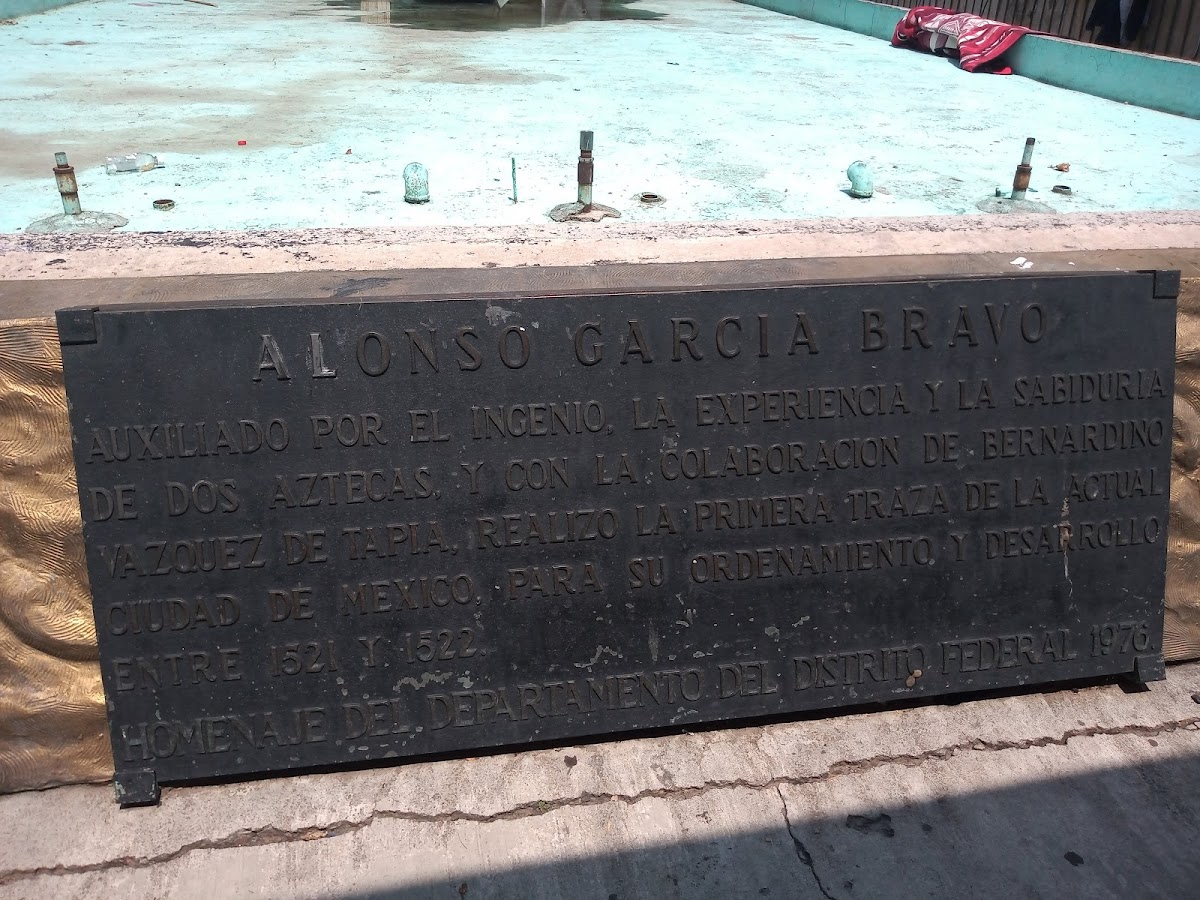 ALONSO GARCIA BRAVO
AUXILIADO POR EL INGENIO, LA EXPERIENCIA Y LA SABIDURIA
DE DOS AZTECAS, Y CON LA COLABORACION DE BERNARDINO
VAZQUEZ DE TAPIA, REALIZO LA PRIMERA TRAZA DE LA ACTUAL
CIUDAD DE MEXICO, PARA SU ORDENAMIENTO Y DESARROLLO
ENTRE 1521 Y 1522.
HOMENAJE DEL DEPARTAMENTO DEL DISTRITO FEDERAL 1976.